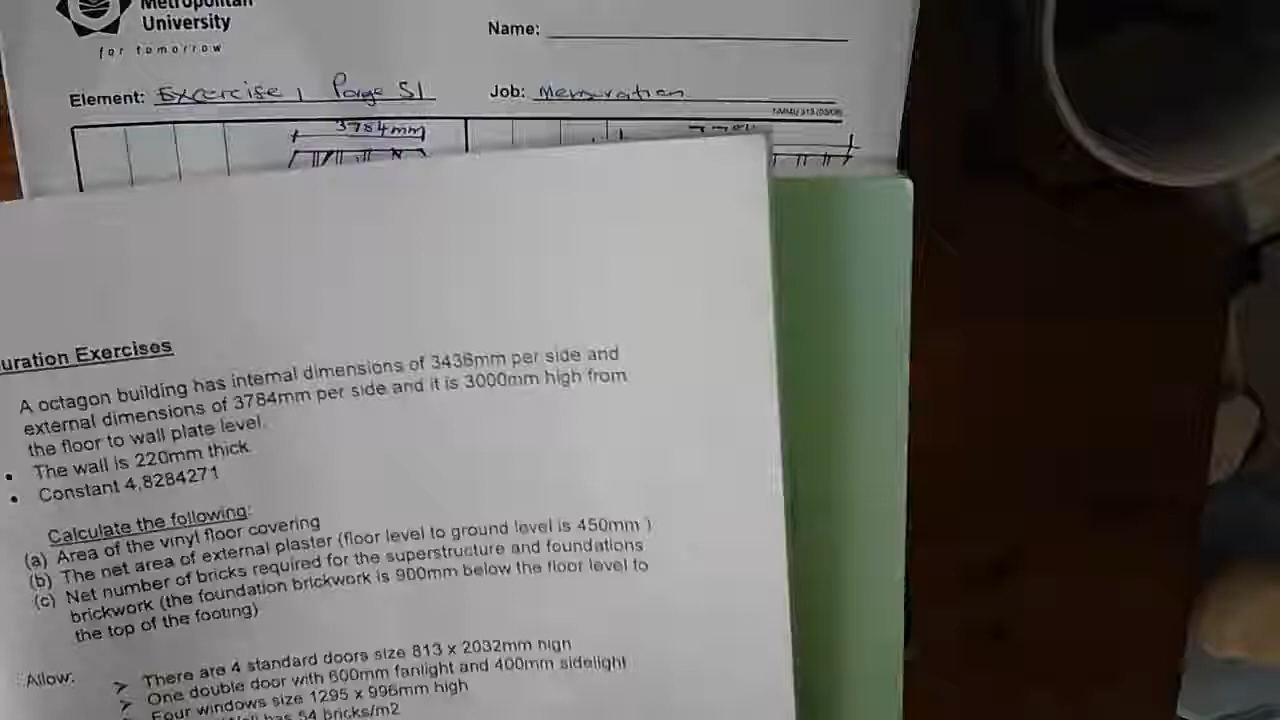 Metropolitan
University
for tomorrow
Name:
Element: Exercise 1 Page 51
Job: Mensuration
NMMU 313 (03/06)
3784mm
uration Exercises
A octagon building has internal dimensions of 3436mm per side and
external dimensions of 3784mm per side and it is 3000mm high from
the floor to wall plate level.
• The wall is 220mm thick
• Constant 4,8284271
Calculate the following:
(a) Area of the vinyl floor covering
(b) The net area of external plaster (floor level to ground level is 450mm )
(c) Net number of bricks required for the superstructure and foundations
brickwork (the foundation brickwork is 900mm below the floor level to
the top of the footing)
Allow:
➢ There are 4 standard doors size 813 x 2032mm high
➢ One double door with 600mm fanlight and 400mm sidelight
Four windows size 1295 x 996mm high
has 54 bricks/m2